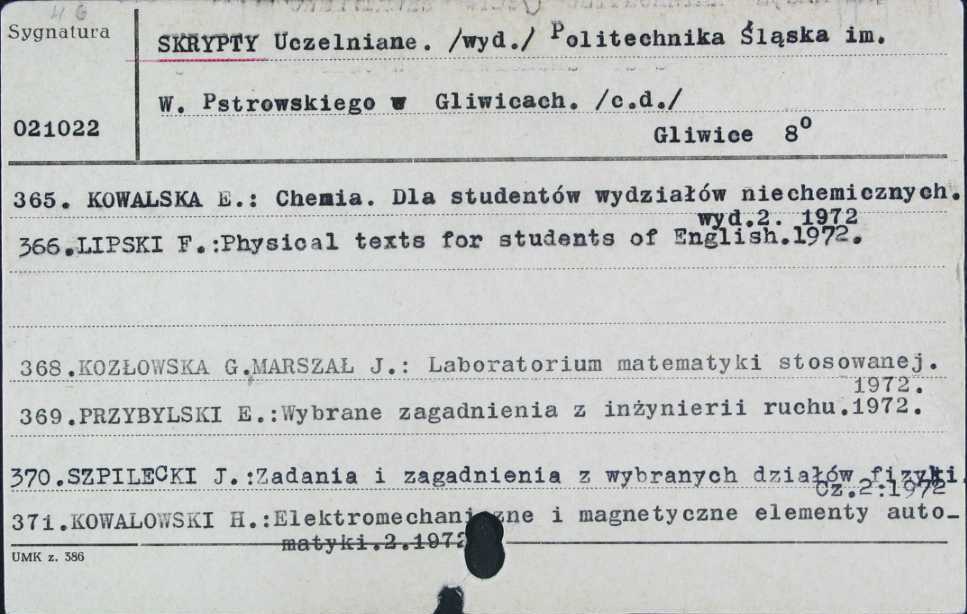 Sygnatura
SKRYPTY Uczelniane. /wyd./ Politechnika Śląska im.
W. Pstrowskiego w Gliwicach. /c.d./
021022
Gliwice 8o
365. KOWALSKA E.: Chemia. Dla studentów wydziałów niechemicznych.
wyd.2. 1972
366.LIPSKI F.:Physical texts for students of English.1972.
368.KOZŁOWSKA G.MARSZAŁ J.: Laboratorium matematyki stosowanej.
1972.
369.PRZYBYLSKI E.:Wybrane zagadnienia z inżynierii ruchu.1972.
370.SZPILECKI J.:Zadania i zagadnienia z wybranych działów fizyki.
Cz.2:1972
371.KOWALOWSKI H.:Elektromechaniczne i magnetyczne elementy auto-
matyki.2.1972
UMK z. 386